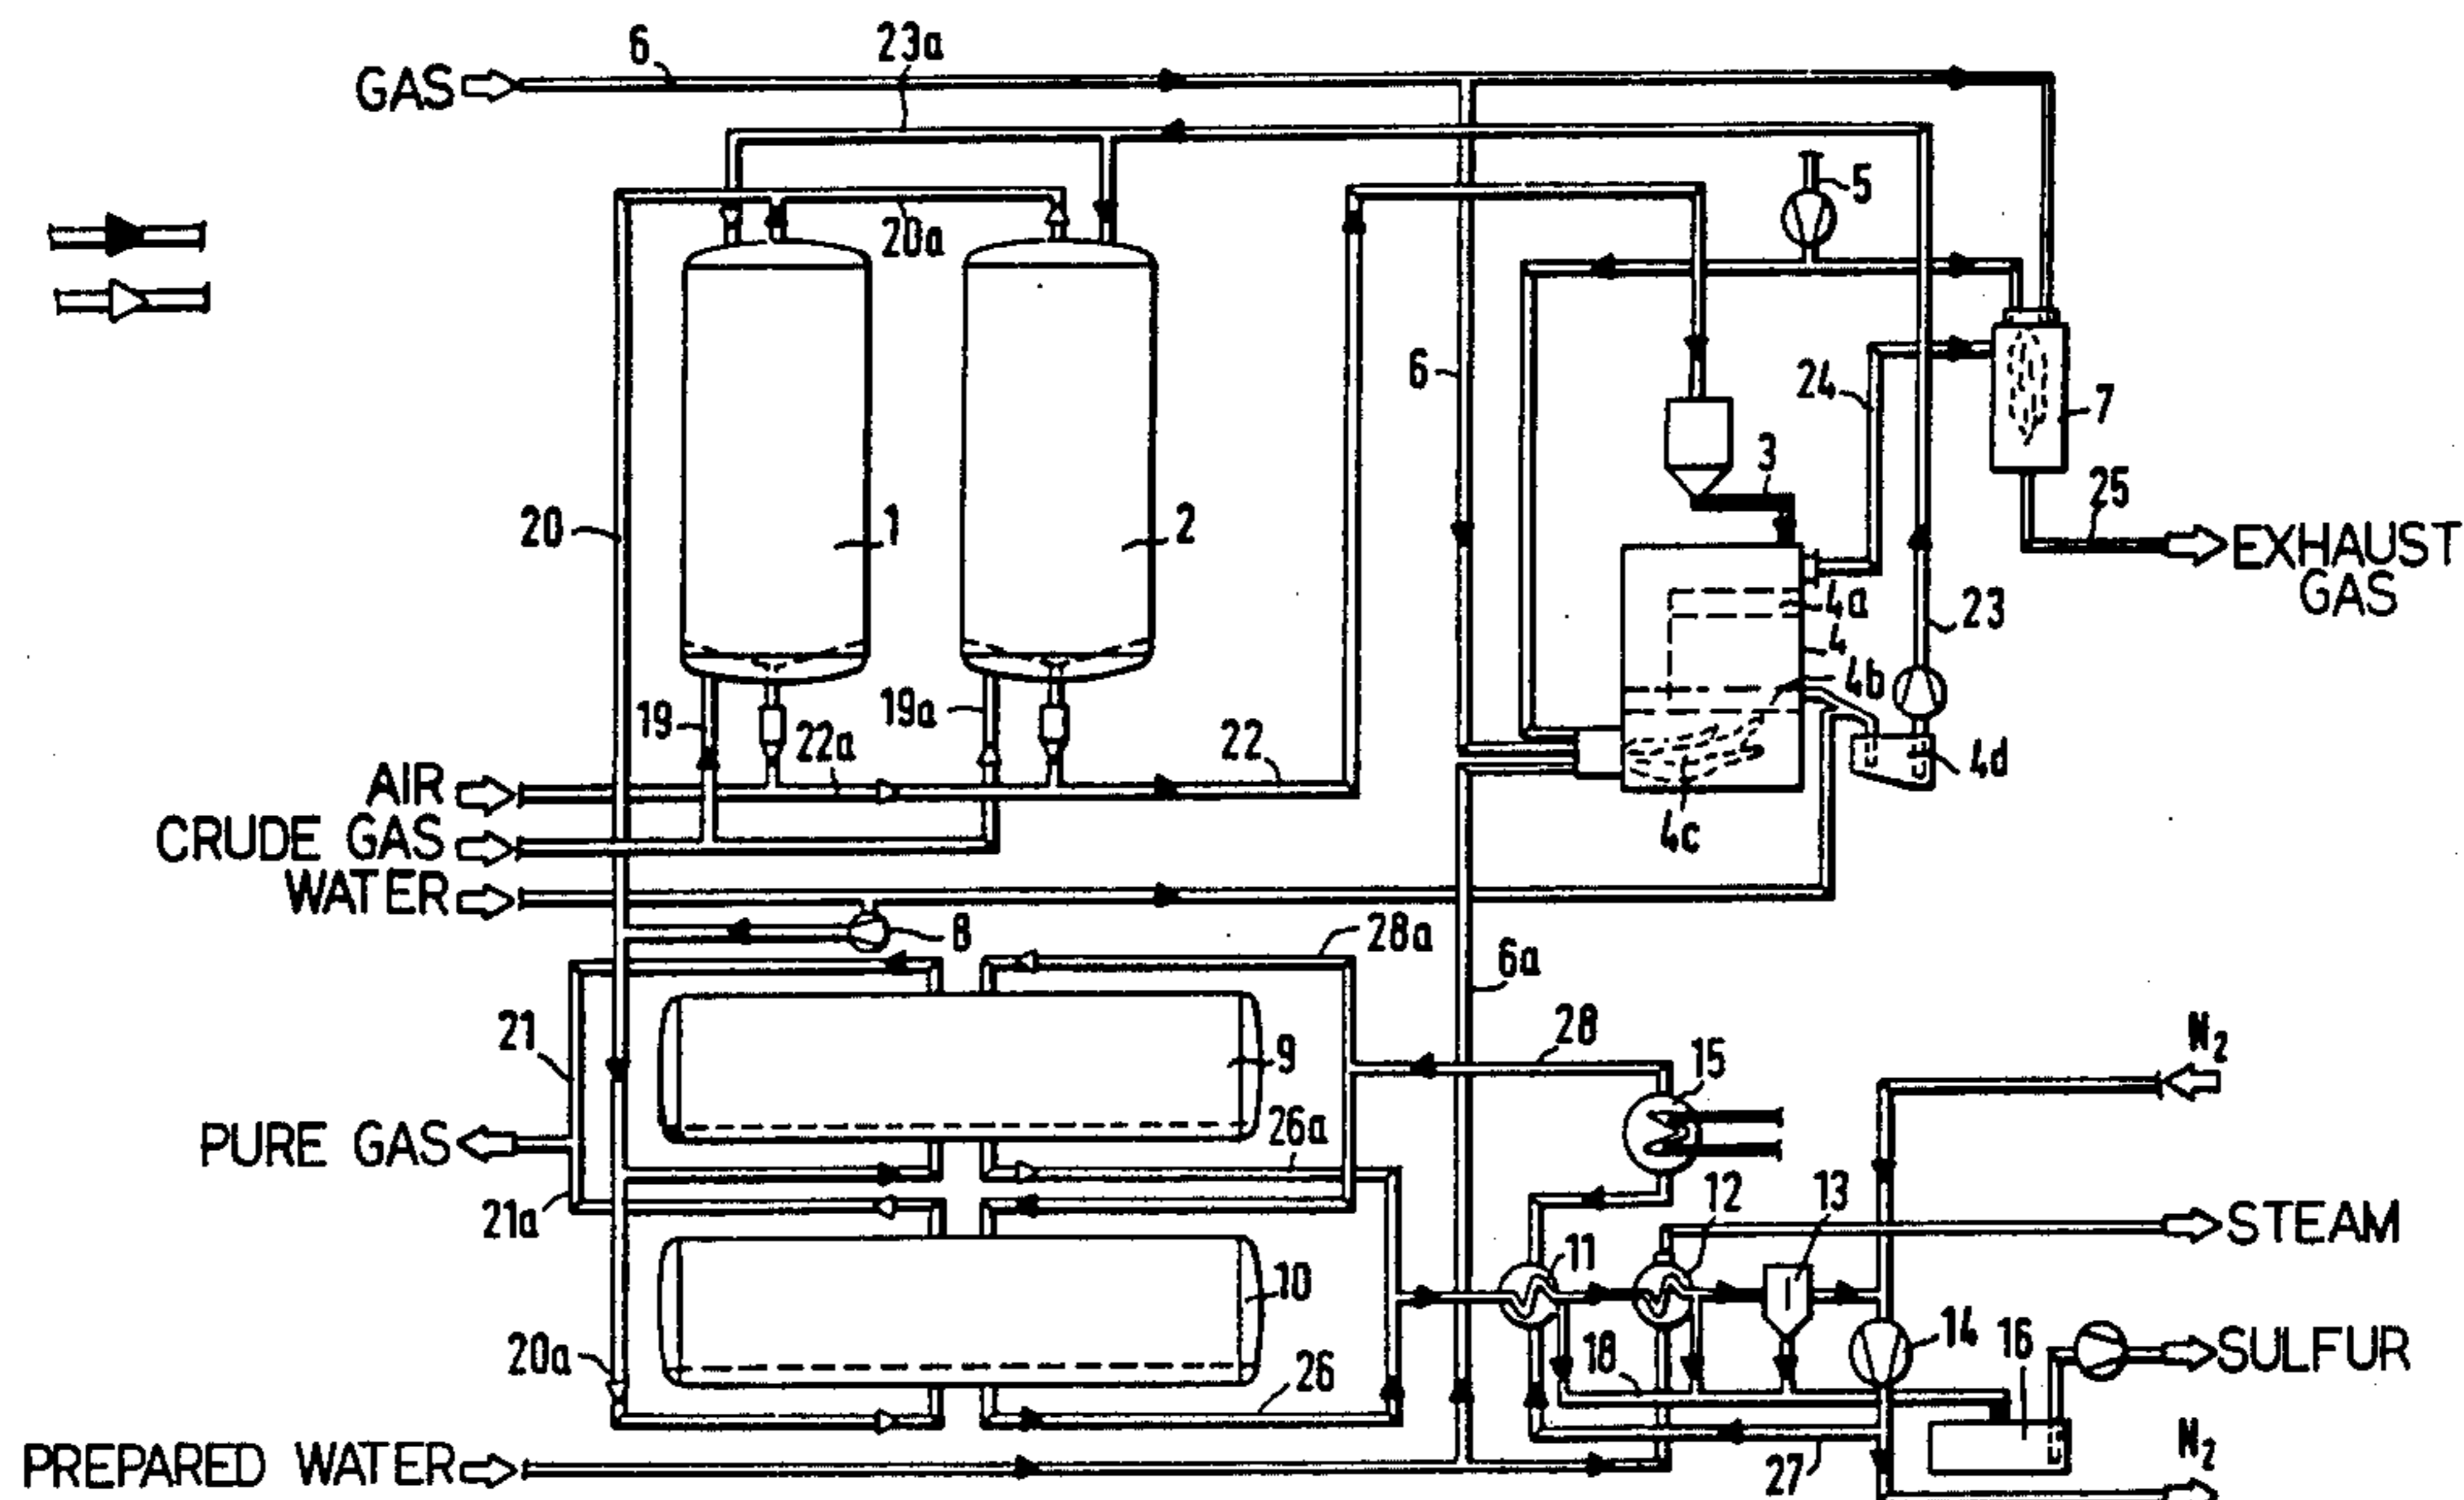 6
23a
GAS
5
20a
6
24
7
3
25
20
1
2
EXHAUST
GAS
4a
23
4
4b
19
19a
22a
22
4d
AIR
4c
CRUDE GAS
WATER
8
28a
6a
28
21
9
15
N2
26a
PURE GAS
12
13
21a
STEAM
11
10
14
16
20a
18
SULFUR
26
N2
PREPARED WATER
27